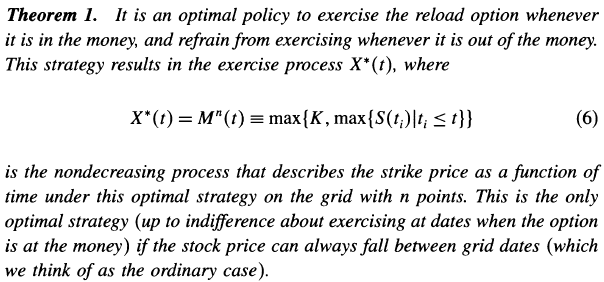 Theorem 1. It is an optimal policy to exercise the reload option whenever
it is in the money, and refrain from exercising whenever it is out of the money.
This strategy results in the exercise process X*(t), where
X*(t) = Mⁿ(t) ≡ max{K, max{S(tᵢ)|tᵢ ≤ t}} (6)
is the nondecreasing process that describes the strike price as a function of
time under this optimal strategy on the grid with n points. This is the only
optimal strategy (up to indifference about exercising at dates when the option
is at the money) if the stock price can always fall between grid dates (which
we think of as the ordinary case).